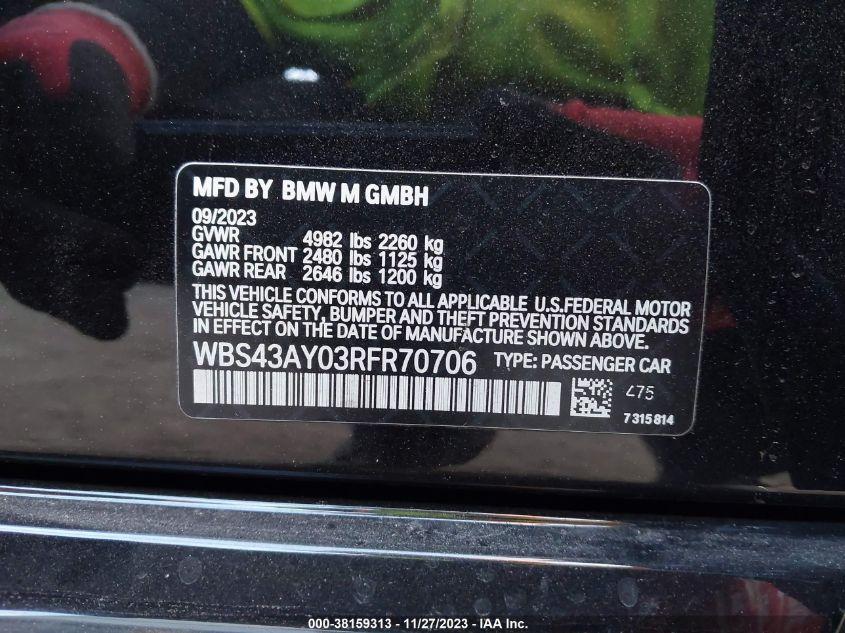 MFD BY BMW M GMBH
09/2023
GVWR 4982 lbs 2260 kg
GAWR FRONT 2480 lbs 1125 kg
GAWR REAR 2646 lbs 1200 kg
THIS VEHICLE CONFORMS TO ALL APPLICABLE U.S.FEDERAL MOTOR
VEHICLE SAFETY, BUMPER AND THEFT PREVENTION STANDARDS
IN EFFECT ON THE DATE OF MANUFACTURE SHOWN ABOVE.
WBS43AY03RFR70706 TYPE: PASSENGER CAR
475
7315814
000-38159313 - 11/27/2023 - IAA Inc.